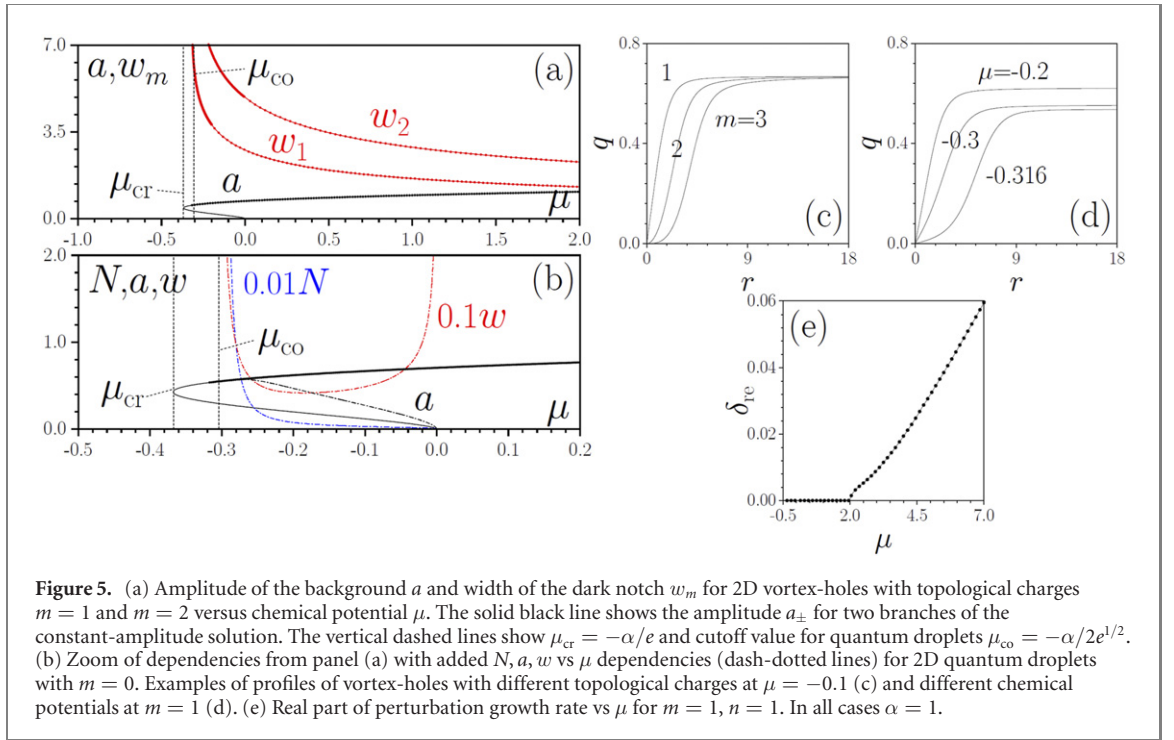 7.0
a,w_m
μ_co
(a)
3.5
w_2
w_1
μ_cr
a
μ
0.0
-1.0 -0.5 0.0 0.5 1.0 1.5 2.0
2.0
N,a,w
0.01N
(b)
0.1w
1.0
μ_co
μ_cr
a
μ
0.0
-0.5 -0.4 -0.3 -0.2 -0.1 0.0 0.1 0.2
0.8
1
m=3
q
0.4
2
(c)
0.0
0 9 18
r
0.8
μ=-0.2
q
0.4
-0.3
-0.316
(d)
0.0
0 9 18
r
0.06
(e)
0.04
δ_re
0.02
0.00
-0.5 2.0 4.5 7.0
μ
Figure 5. (a) Amplitude of the background a and width of the dark notch w_m for 2D vortex-holes with topological charges
m = 1 and m = 2 versus chemical potential μ. The solid black line shows the amplitude a_± for two branches of the
constant-amplitude solution. The vertical dashed lines show μ_cr = −α/e and cutoff value for quantum droplets μ_co = −α/2e^{1/2}.
(b) Zoom of dependencies from panel (a) with added N, a, w vs μ dependencies (dash-dotted lines) for 2D quantum droplets
with m = 0. Examples of profiles of vortex-holes with different topological charges at μ = −0.1 (c) and different chemical
potentials at m = 1 (d). (e) Real part of perturbation growth rate vs μ for m = 1, n = 1. In all cases α = 1.